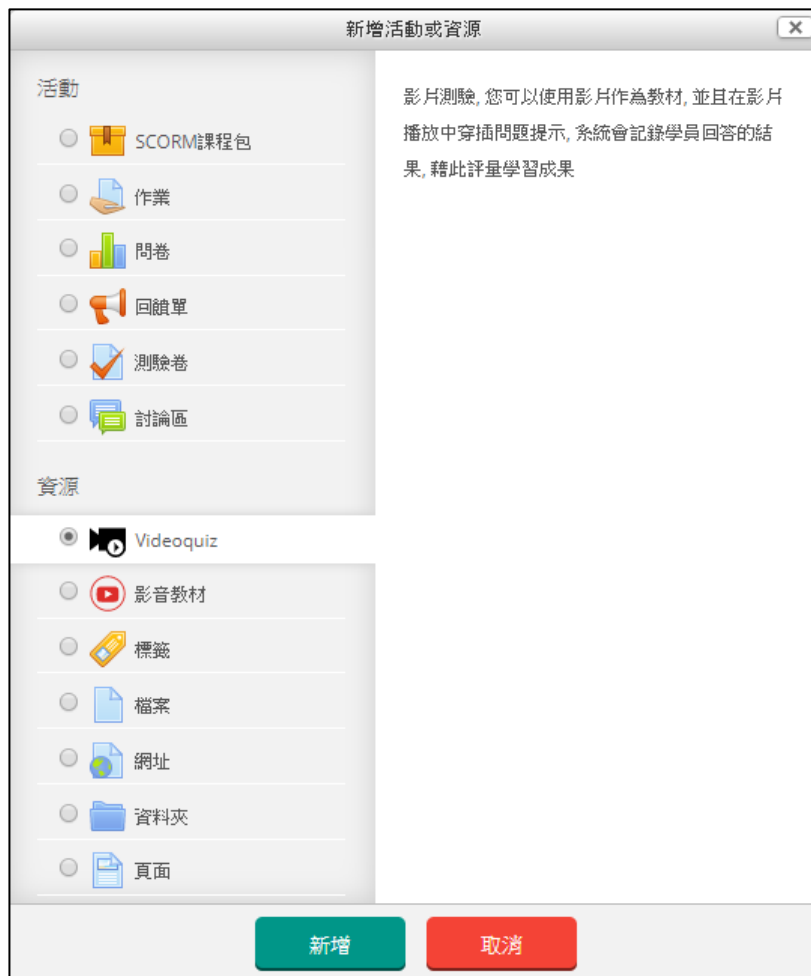 新增活動或資源
活動
SCORM課程包
作業
問卷
回饋單
測驗卷
討論區
資源
Videoquiz
影音教材
標籤
檔案
網址
資料夾
頁面
影片測驗, 您可以使用影片作為教材, 並且在影片
播放中穿插問題提示, 系統會記錄學員回答的結
果, 藉此評量學習成果
新增
取消